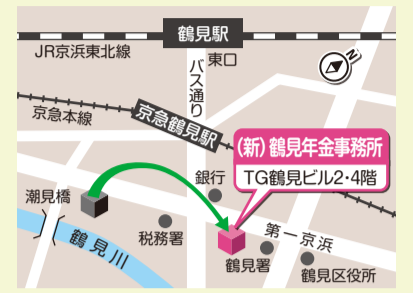 鶴見駅
JR京浜東北線
東口
N
バス通り
京急本線
京急鶴見駅
(新)鶴見年金事務所
TG鶴見ビル2・4階
銀行
潮見橋
税務署
鶴見川
第一京浜
鶴見署
鶴見区役所